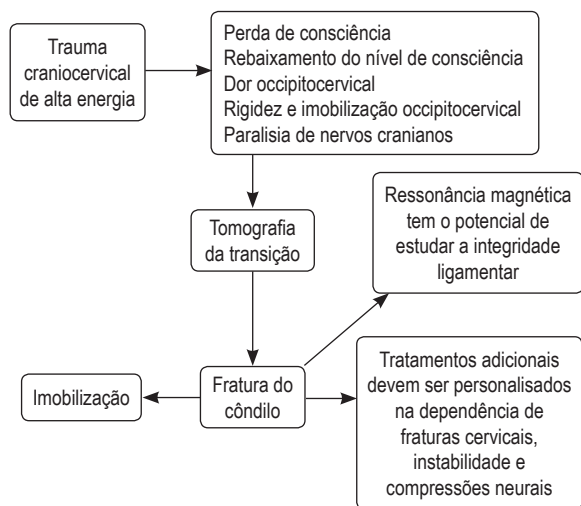 Trauma
craniocervical
de alta energia
Perda de consciência
Rebaixamento do nível de consciência
Dor occipitocervical
Rigidez e imobilização occipitocervical
Paralisia de nervos cranianos
Tomografia
da transição
Ressonância magnética
tem o potencial de
estudar a integridade
ligamentar
Imobilização
Fratura do
côndilo
Tratamentos adicionais
devem ser personalisados
na dependência de
fraturas cervicais,
instabilidade e
compressões neurais